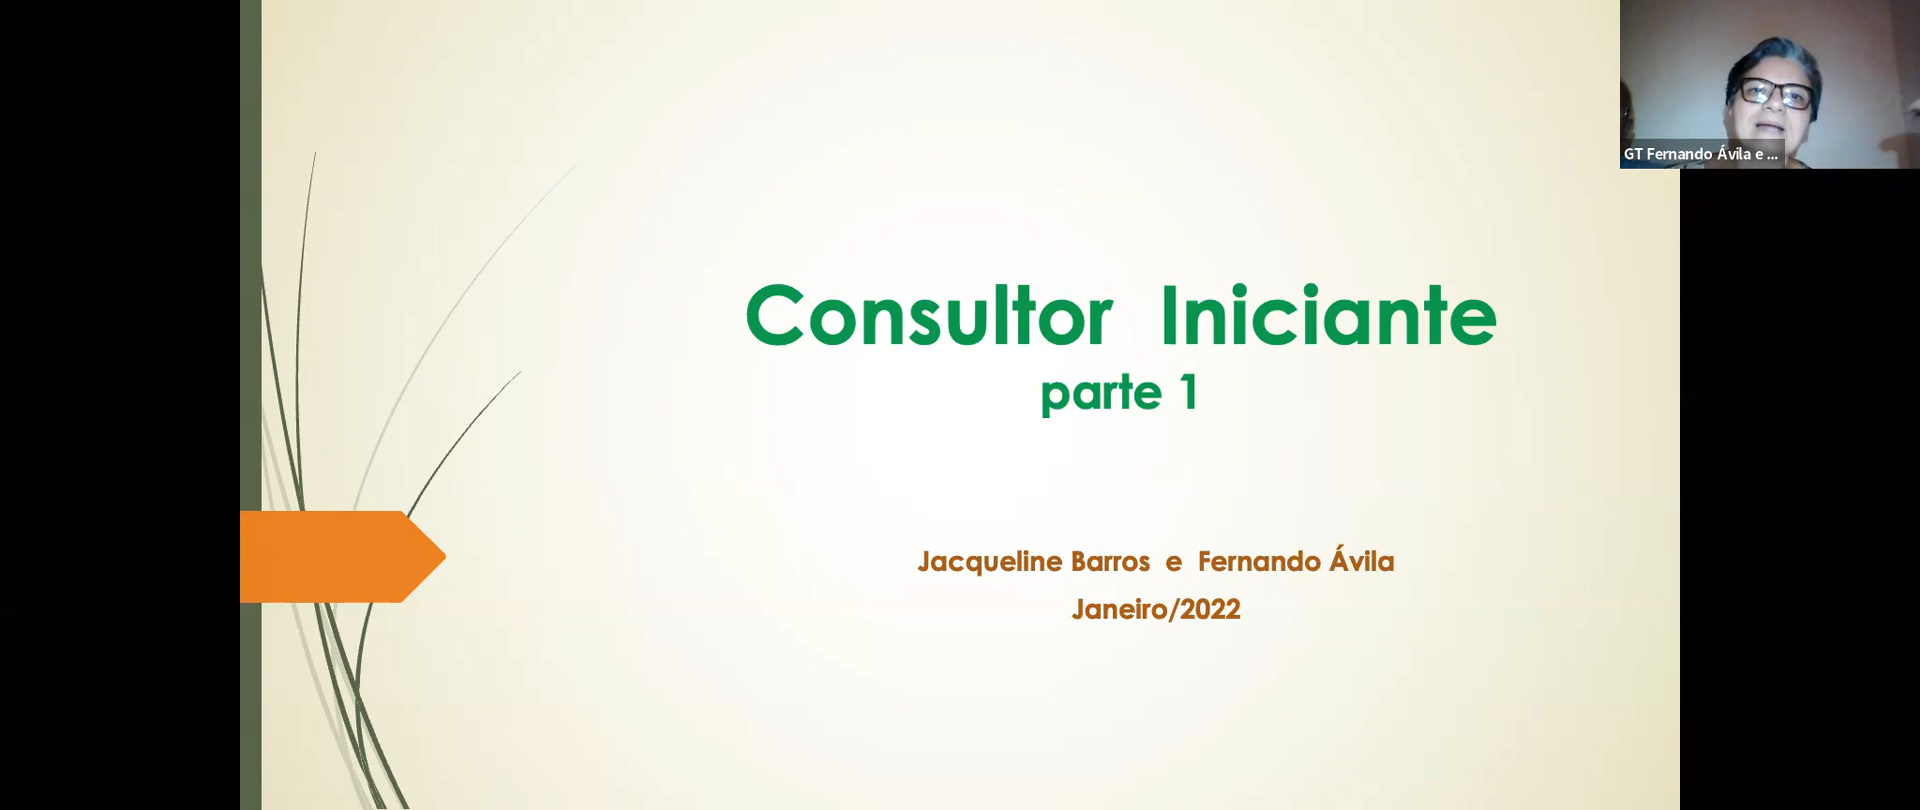 GT Fernando Ávila e ...
Consultor Iniciante
parte 1
Jacqueline Barros e Fernando Ávila
Janeiro/2022